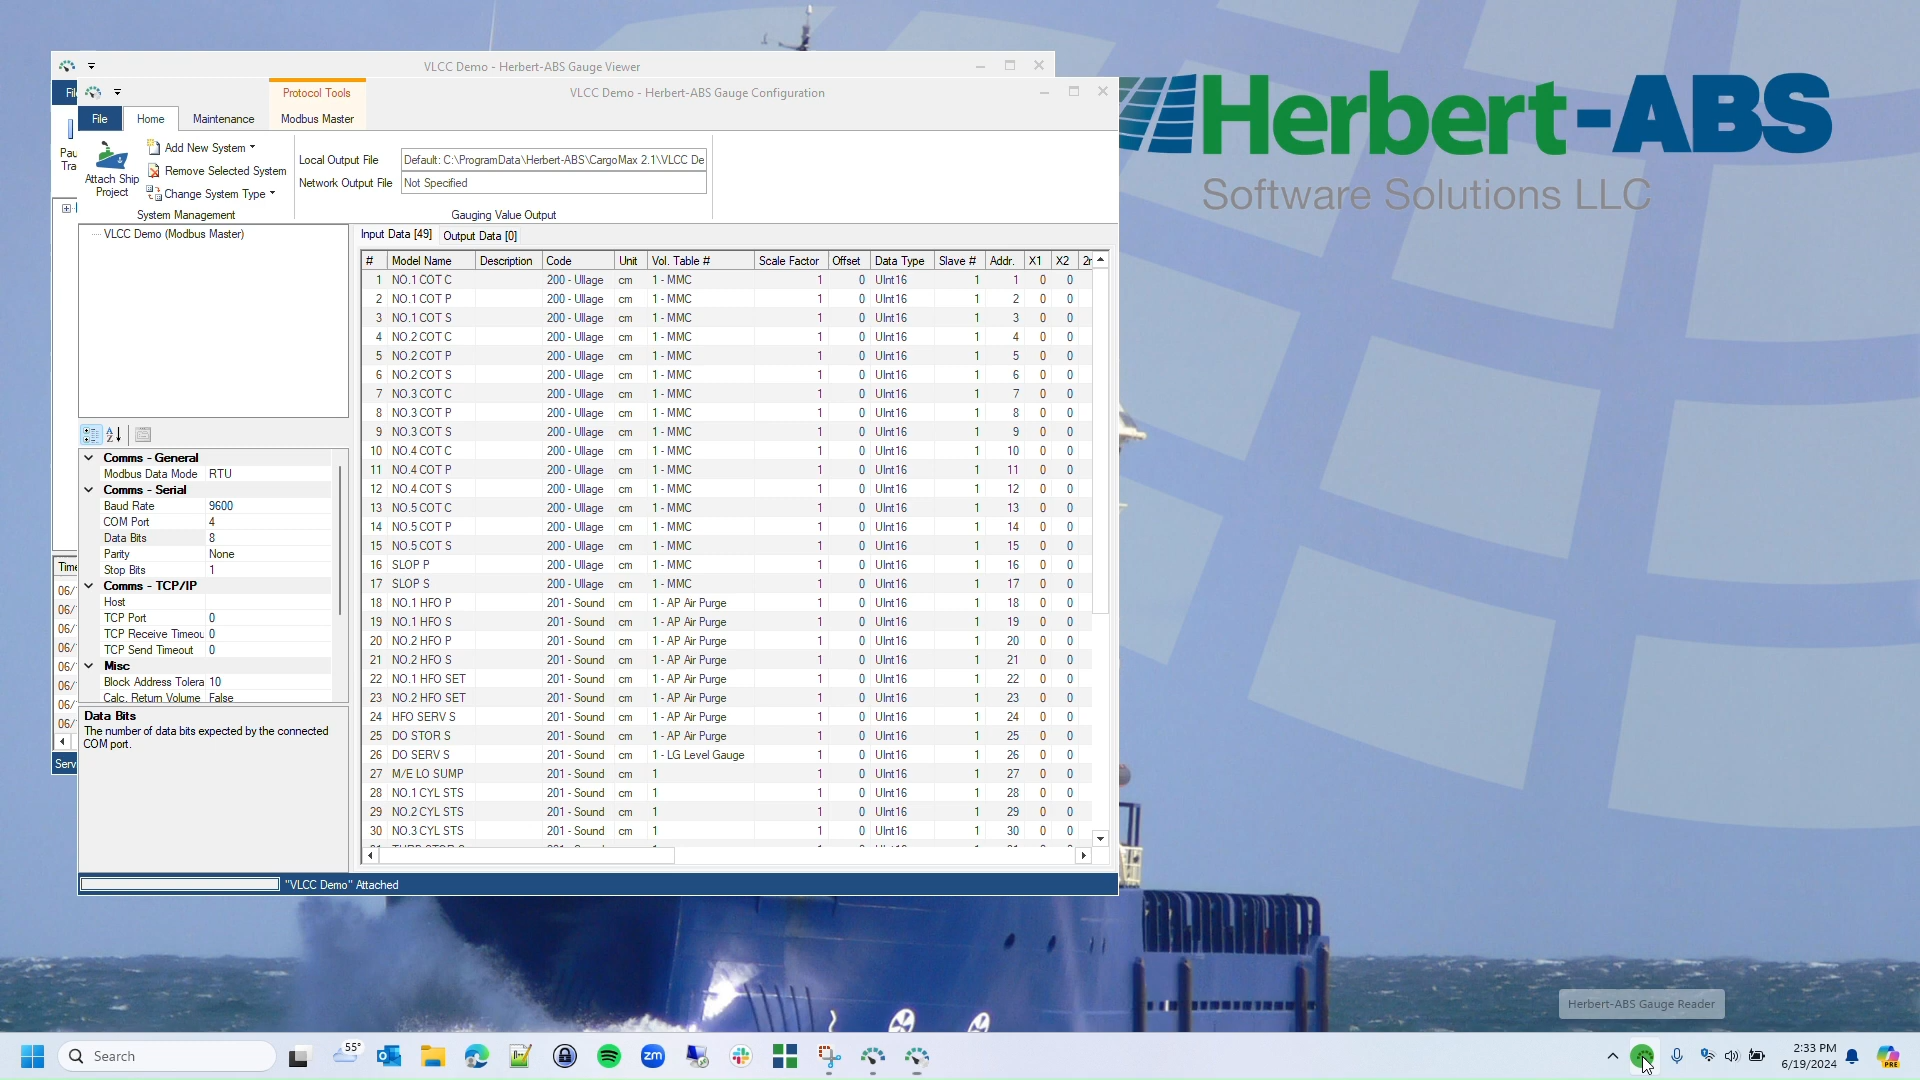 VLCC Demo - Herbert-ABS Gauge Viewer
Protocol Tools
VLCC Demo - Herbert-ABS Gauge Configuration
File
Home
Maintenance
Modbus Master
Attach Ship
Project
Add New System
Remove Selected System
Change System Type
System Management
Local Output File
Default: C:\ProgramData\Herbert-ABS\CargoMax 2.1\VLCC De
Network Output File
Not Specified
Gauging Value Output
VLCC Demo (Modbus Master)
Input Data [49]
Output Data [0]
# Model Name Description Code Unit Vol. Table # Scale Factor Offset Data Type Slave # Addr. X1 X2
1 NO.1 COT C 200 - Ullage cm 1 - MMC 1 0 UInt16 1 1 0 0
2 NO.1 COT P 200 - Ullage cm 1 - MMC 1 0 UInt16 1 2 0 0
3 NO.1 COT S 200 - Ullage cm 1 - MMC 1 0 UInt16 1 3 0 0
4 NO.2 COT C 200 - Ullage cm 1 - MMC 1 0 UInt16 1 4 0 0
5 NO.2 COT P 200 - Ullage cm 1 - MMC 1 0 UInt16 1 5 0 0
6 NO.2 COT S 200 - Ullage cm 1 - MMC 1 0 UInt16 1 6 0 0
7 NO.3 COT C 200 - Ullage cm 1 - MMC 1 0 UInt16 1 7 0 0
8 NO.3 COT P 200 - Ullage cm 1 - MMC 1 0 UInt16 1 8 0 0
9 NO.3 COT S 200 - Ullage cm 1 - MMC 1 0 UInt16 1 9 0 0
10 NO.4 COT C 200 - Ullage cm 1 - MMC 1 0 UInt16 1 10 0 0
11 NO.4 COT P 200 - Ullage cm 1 - MMC 1 0 UInt16 1 11 0 0
12 NO.4 COT S 200 - Ullage cm 1 - MMC 1 0 UInt16 1 12 0 0
13 NO.5 COT C 200 - Ullage cm 1 - MMC 1 0 UInt16 1 13 0 0
14 NO.5 COT P 200 - Ullage cm 1 - MMC 1 0 UInt16 1 14 0 0
15 NO.5 COT S 200 - Ullage cm 1 - MMC 1 0 UInt16 1 15 0 0
16 SLOP P 200 - Ullage cm 1 - MMC 1 0 UInt16 1 16 0 0
17 SLOP S 200 - Ullage cm 1 - MMC 1 0 UInt16 1 17 0 0
18 NO.1 HFO P 201 - Sound cm 1 - AP Air Purge 1 0 UInt16 1 18 0 0
19 NO.1 HFO S 201 - Sound cm 1 - AP Air Purge 1 0 UInt16 1 19 0 0
20 NO.2 HFO P 201 - Sound cm 1 - AP Air Purge 1 0 UInt16 1 20 0 0
21 NO.2 HFO S 201 - Sound cm 1 - AP Air Purge 1 0 UInt16 1 21 0 0
22 NO.1 HFO SET 201 - Sound cm 1 - AP Air Purge 1 0 UInt16 1 22 0 0
23 NO.2 HFO SET 201 - Sound cm 1 - AP Air Purge 1 0 UInt16 1 23 0 0
24 HFO SERV S 201 - Sound cm 1 - AP Air Purge 1 0 UInt16 1 24 0 0
25 DO STOR S 201 - Sound cm 1 - AP Air Purge 1 0 UInt16 1 25 0 0
26 DO SERV S 201 - Sound cm 1 - LG Level Gauge 1 0 UInt16 1 26 0 0
27 M/E LO SUMP 201 - Sound cm 1 1 0 UInt16 1 27 0 0
28 NO.1 CYL STS 201 - Sound cm 1 1 0 UInt16 1 28 0 0
29 NO.2 CYL STS 201 - Sound cm 1 1 0 UInt16 1 29 0 0
30 NO.3 CYL STS 201 - Sound cm 1 1 0 UInt16 1 30 0 0
Comms - General
Modbus Data Mode RTU
Comms - Serial
Baud Rate 9600
COM Port 4
Data Bits 8
Parity None
Stop Bits 1
Comms - TCP/IP
Host
TCP Port 0
TCP Receive Timeou 0
TCP Send Timeout 0
Misc
Block Address Tolera 10
Calc. Return Volume False
Data Bits
The number of data bits expected by the connected
COM port.
"VLCC Demo" Attached
Fil
Pau
Tra
Time
06/
06/
06/
06/
06/
06/
06/
06/
Serv
Herbert-ABS
Software Solutions LLC
Herbert-ABS Gauge Reader
Search
55°
zm
2:33 PM
6/19/2024
PRE